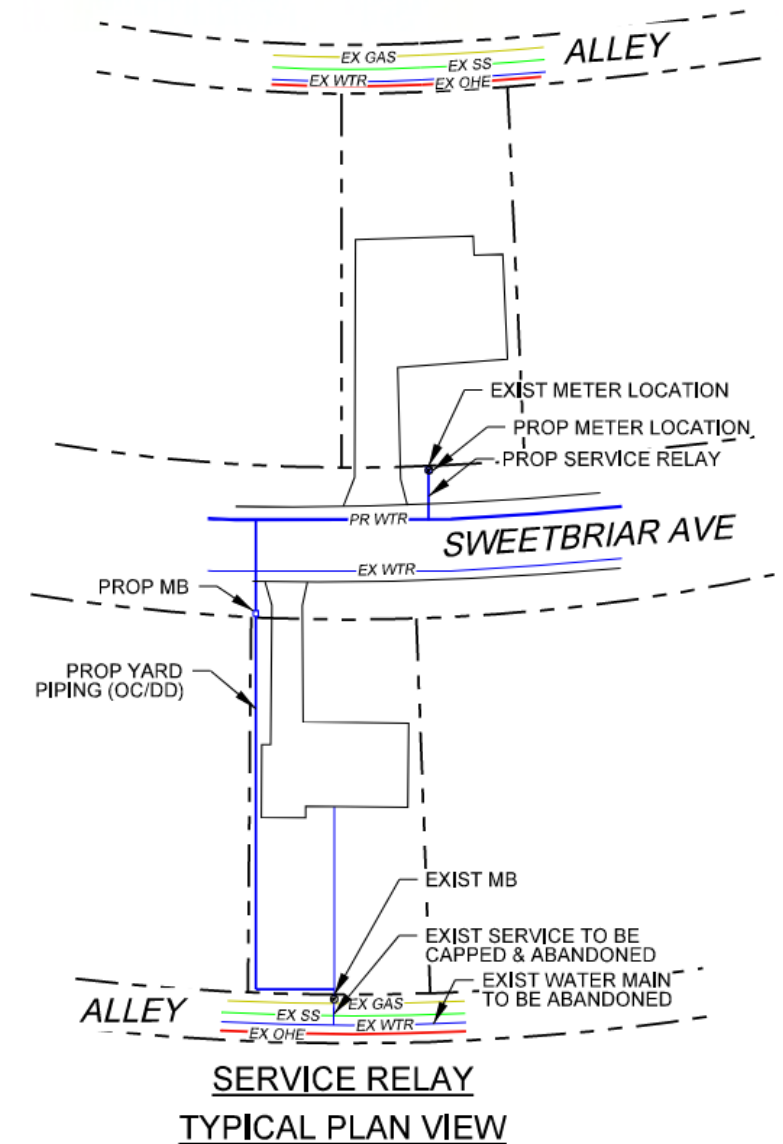 EX GAS
ALLEY
EX SS
EX WTR
EX OHE
EXIST METER LOCATION
PROP METER LOCATION
PROP SERVICE RELAY
PR WTR
SWEETBRIAR AVE
EX WTR
PROP MB
PROP YARD
PIPING (OC/DD)
EXIST MB
EXIST SERVICE TO BE
CAPPED & ABANDONED
EXIST WATER MAIN
TO BE ABANDONED
ALLEY
EX GAS
EX SS
EX WTR
EX OHE
SERVICE RELAY
TYPICAL PLAN VIEW